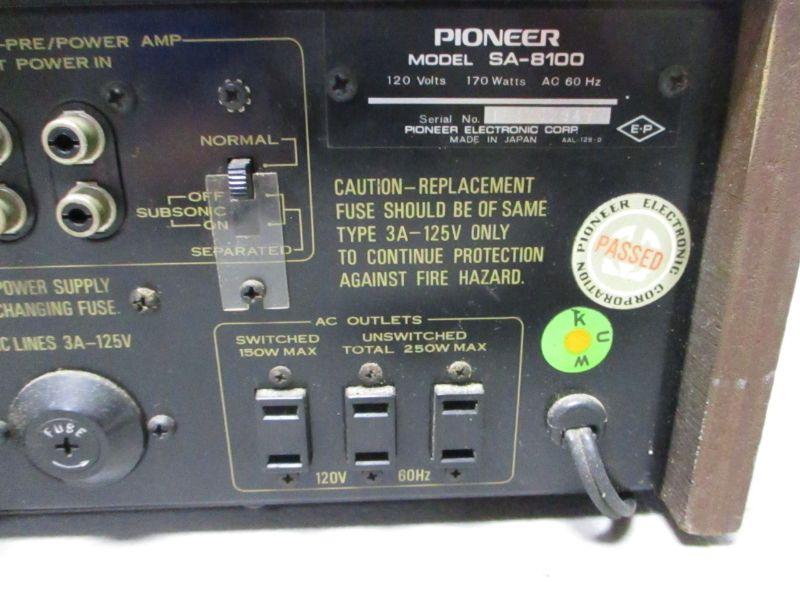 -PRE/POWER AMP
POWER IN
NORMAL
OFF
SUBSONIC
ON
SEPARATED
POWER SUPPLY
CHANGING FUSE.
LINES 3A-125V
FUSE
PIONEER
MODEL SA-8100
120 Volts 170 Watts AC 60 Hz
Serial No.
PIONEER ELECTRONIC CORP.
MADE IN JAPAN AAL-128-0
E-P
CAUTION-REPLACEMENT
FUSE SHOULD BE OF SAME
TYPE 3A-125V ONLY
TO CONTINUE PROTECTION
AGAINST FIRE HAZARD.
PIONEER ELECTRONIC CORPORATION
PASSED
K U W
AC OUTLETS
SWITCHED UNSWITCHED
150W MAX TOTAL 250W MAX
120V 60Hz